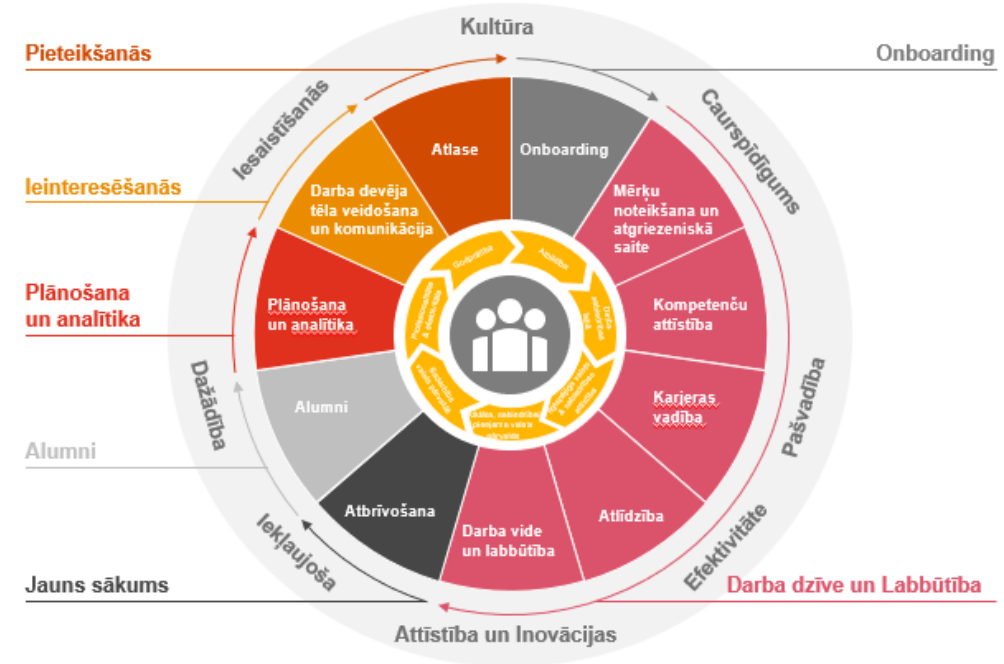 Kultūra
Pieteikšanās
Onboarding
Iesaistīšanās
Caurspīdīgums
Atlase
Onboarding
Ieinteresēšanās
Darba devēja
tēla veidošana
un komunikācija
Mērķu
noteikšana un
atgriezeniskā
saite
Plānošana
un analītika
Plānošana
un analītika
Kompetenču
attīstība
Dažādība
Alumni
Karjeras
vadība
Pašvadība
Alumni
Atbrīvošana
Darba vide
un labbūtība
Atlīdzība
Iekļaujoša
Efektivitāte
Jauns sākums
Darba dzīve un Labbūtība
Attīstība un Inovācijas
Atbildība